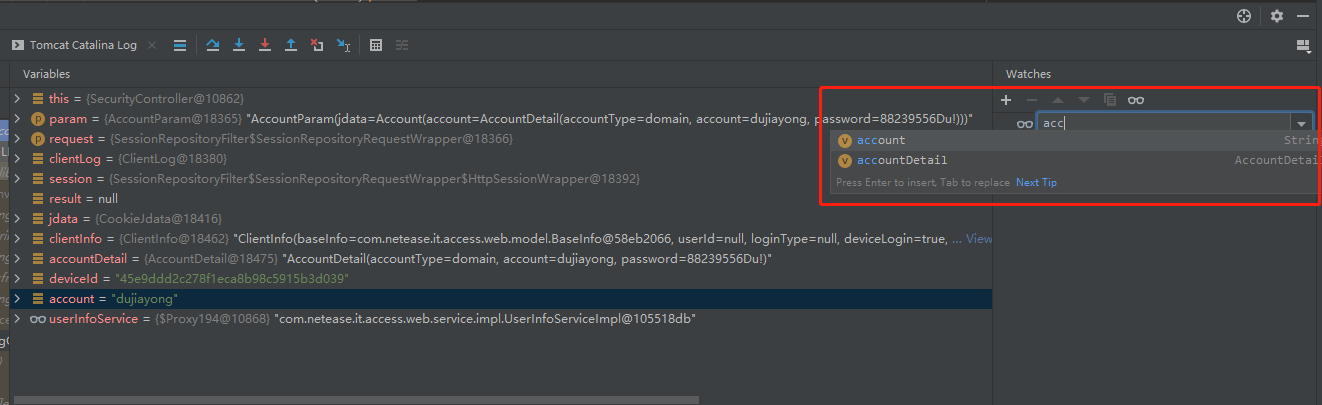 Tomcat Catalina Log
Variables
Watches
this = {SecurityController@10862}
param = {AccountParam@18365} "AccountParam(jdata=Account(account=AccountDetail(accountType=domain, account=dujiayong, password=88239556Du!)))"
request = {SessionRepositoryFilter$SessionRepositoryRequestWrapper@18366}
clientLog = {ClientLog@18380}
session = {SessionRepositoryFilter$SessionRepositoryRequestWrapper$HttpSessionWrapper@18392}
result = null
jdata = {CookieJdata@18416}
clientInfo = {ClientInfo@18462} "ClientInfo(baseInfo=com.netease.it.access.web.model.BaseInfo@58eb2066, userId=null, loginType=null, deviceLogin=true, ... View
accountDetail = {AccountDetail@18475} "AccountDetail(accountType=domain, account=dujiayong, password=88239556Du!)"
deviceId = "45e9ddd2c278f1eca8b98c5915b3d039"
account = "dujiayong"
userInfoService = {$Proxy194@10868} "com.netease.it.access.web.service.impl.UserInfoServiceImpl@105518db"
acc
account Strin
accountDetail AccountDetai
Press Enter to insert, Tab to replace Next Tip